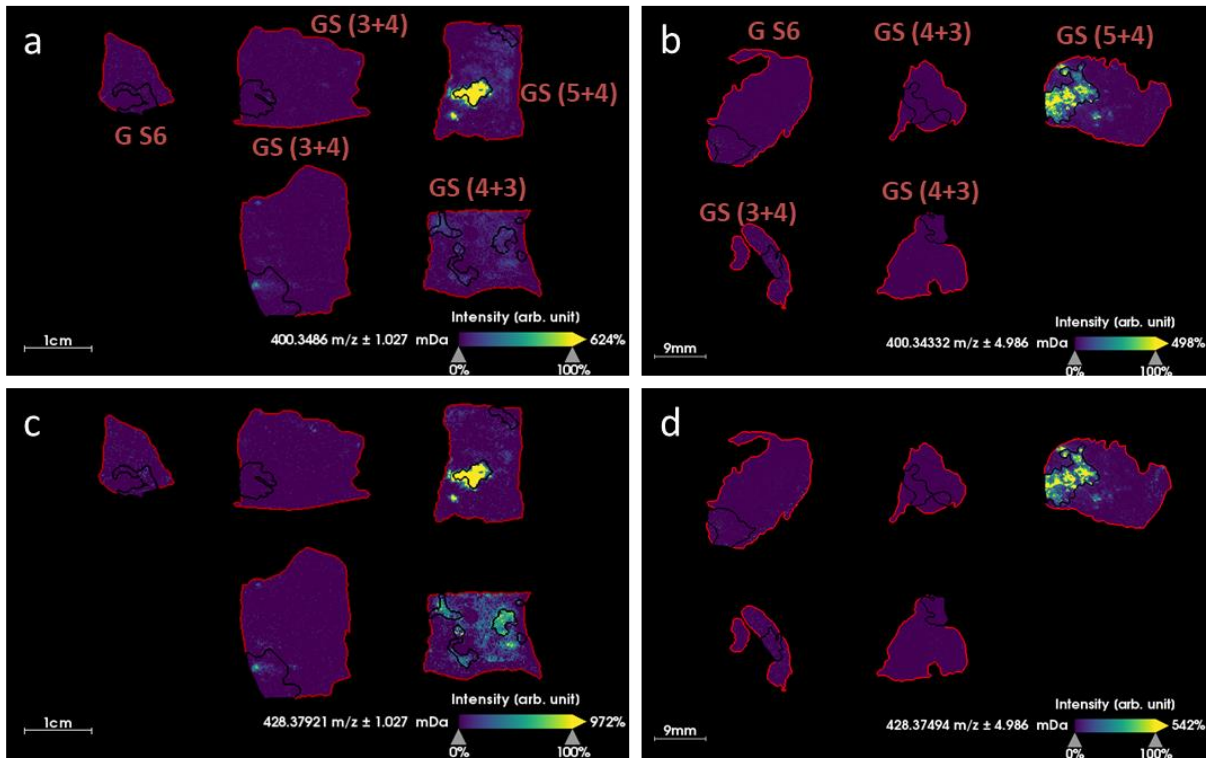 a
GS (3+4)
GS (5+4)
G S6
GS (3+4)
GS (4+3)
Intensity (arb. unit)
400.3486 m/z ± 1.027 mDa
624%
0%
100%
1cm
b
G S6
GS (4+3)
GS (5+4)
GS (3+4)
GS (4+3)
Intensity (arb. unit)
400.34332 m/z ± 4.986 mDa
498%
0%
100%
9mm
c
Intensity (arb. unit)
428.37921 m/z ± 1.027 mDa
972%
0%
100%
1cm
d
Intensity (arb. unit)
428.37494 m/z ± 4.986 mDa
542%
0%
100%
9mm